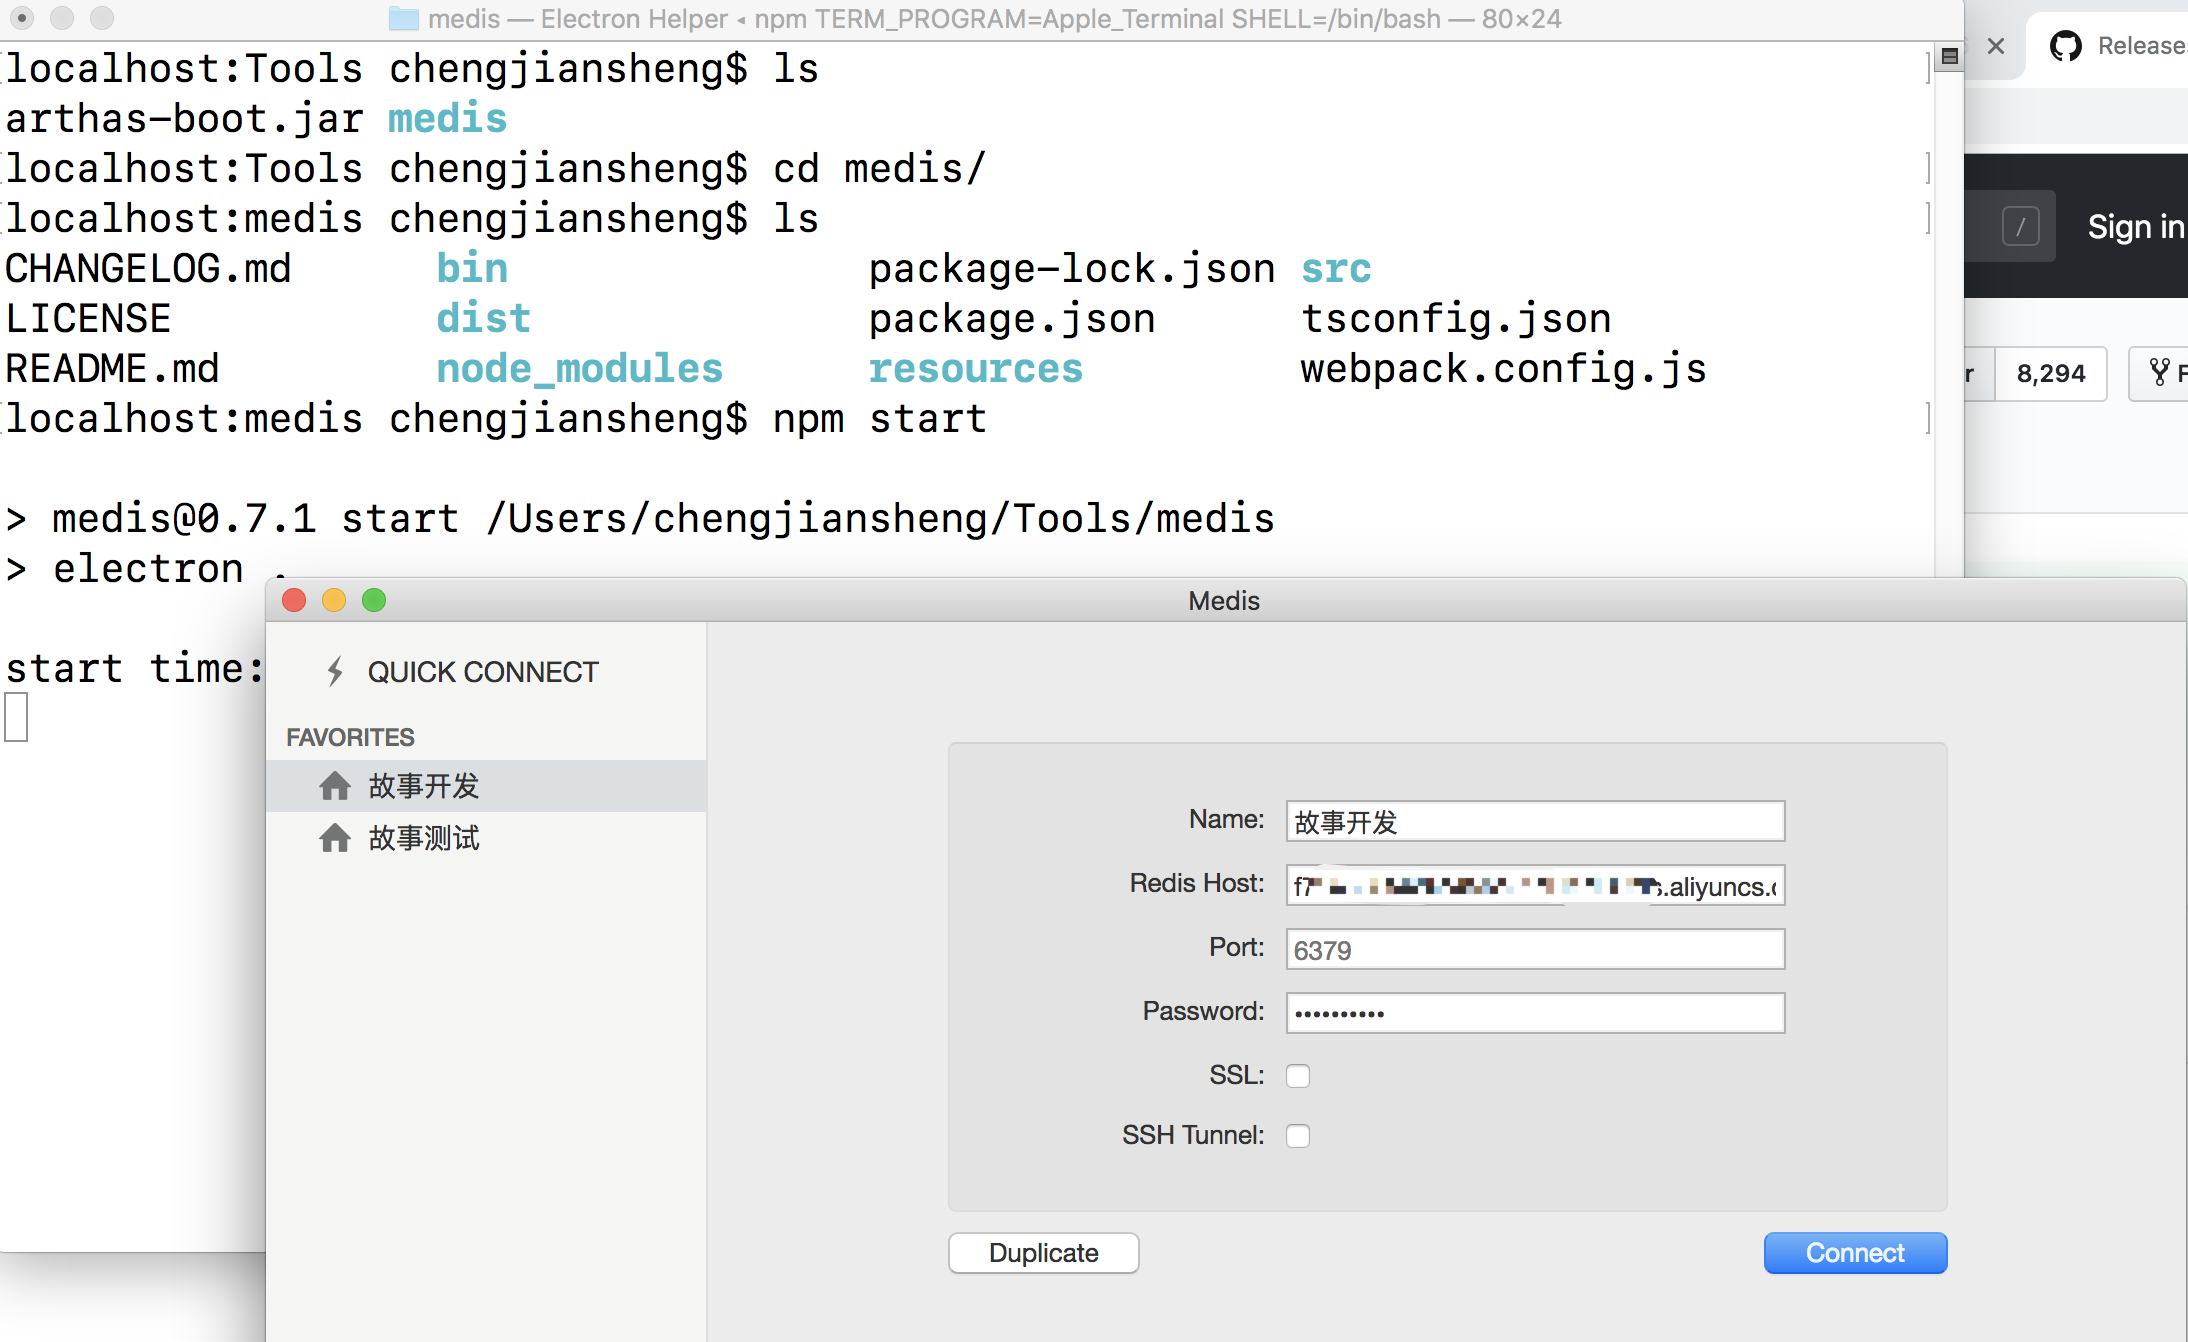 medis — Electron Helper ◂ npm TERM_PROGRAM=Apple_Terminal SHELL=/bin/bash — 80×24
localhost:Tools chengjiansheng$ ls
arthas-boot.jar medis
localhost:Tools chengjiansheng$ cd medis/
localhost:medis chengjiansheng$ ls
CHANGELOG.md bin package-lock.json src
LICENSE dist package.json tsconfig.json
README.md node_modules resources webpack.config.js
localhost:medis chengjiansheng$ npm start
> medis@0.7.1 start /Users/chengjiansheng/Tools/medis
> electron .
start time:
Release
/ Sign in
r 8,294 F
Medis
QUICK CONNECT
FAVORITES
故事开发
故事测试
Name: 故事开发
Redis Host: f7 s.aliyuncs.c
Port: 6379
Password: ••••••••••
SSL:
SSH Tunnel:
Duplicate
Connect